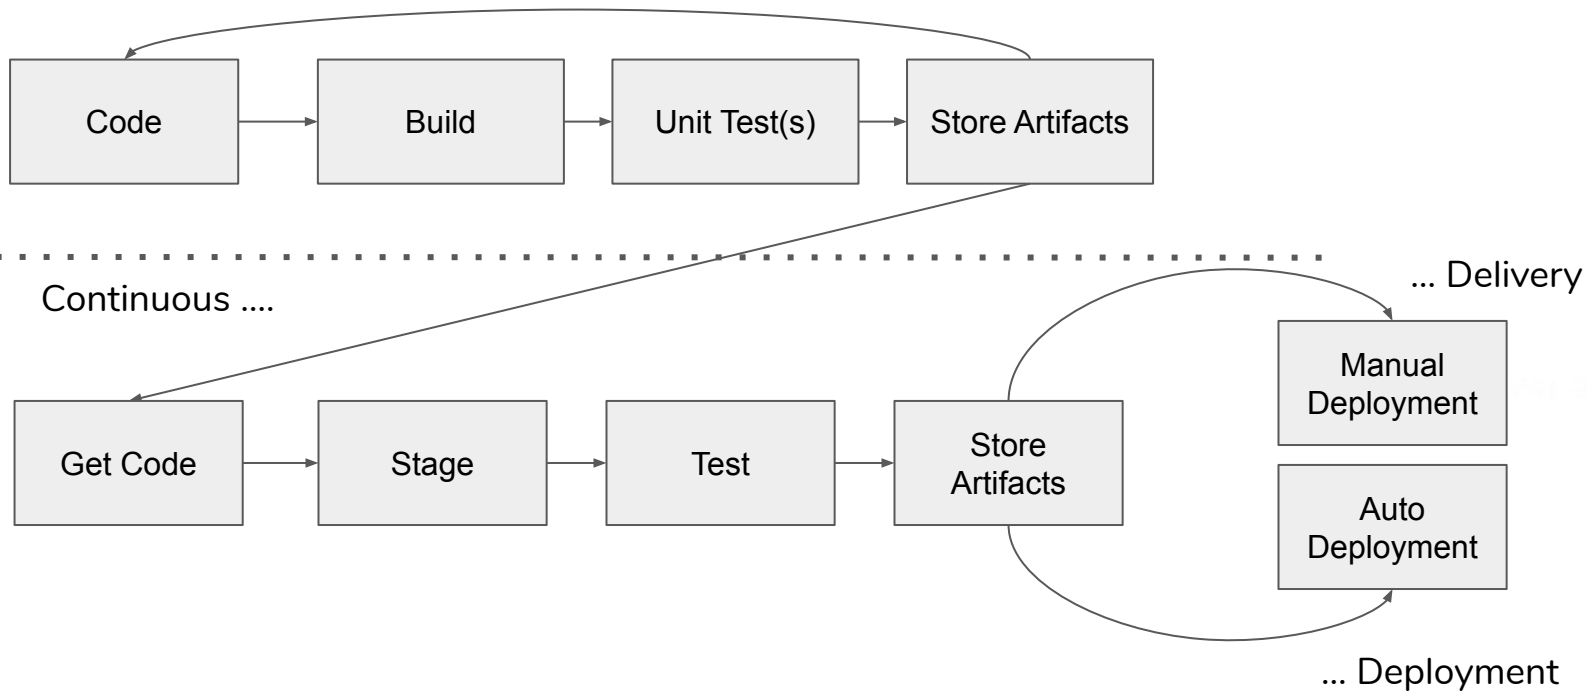 Code
Build
Unit Test(s)
Store Artifacts
Continuous ....
... Delivery
Get Code
Stage
Test
Store
Artifacts
Manual
Deployment
Auto
Deployment
... Deployment